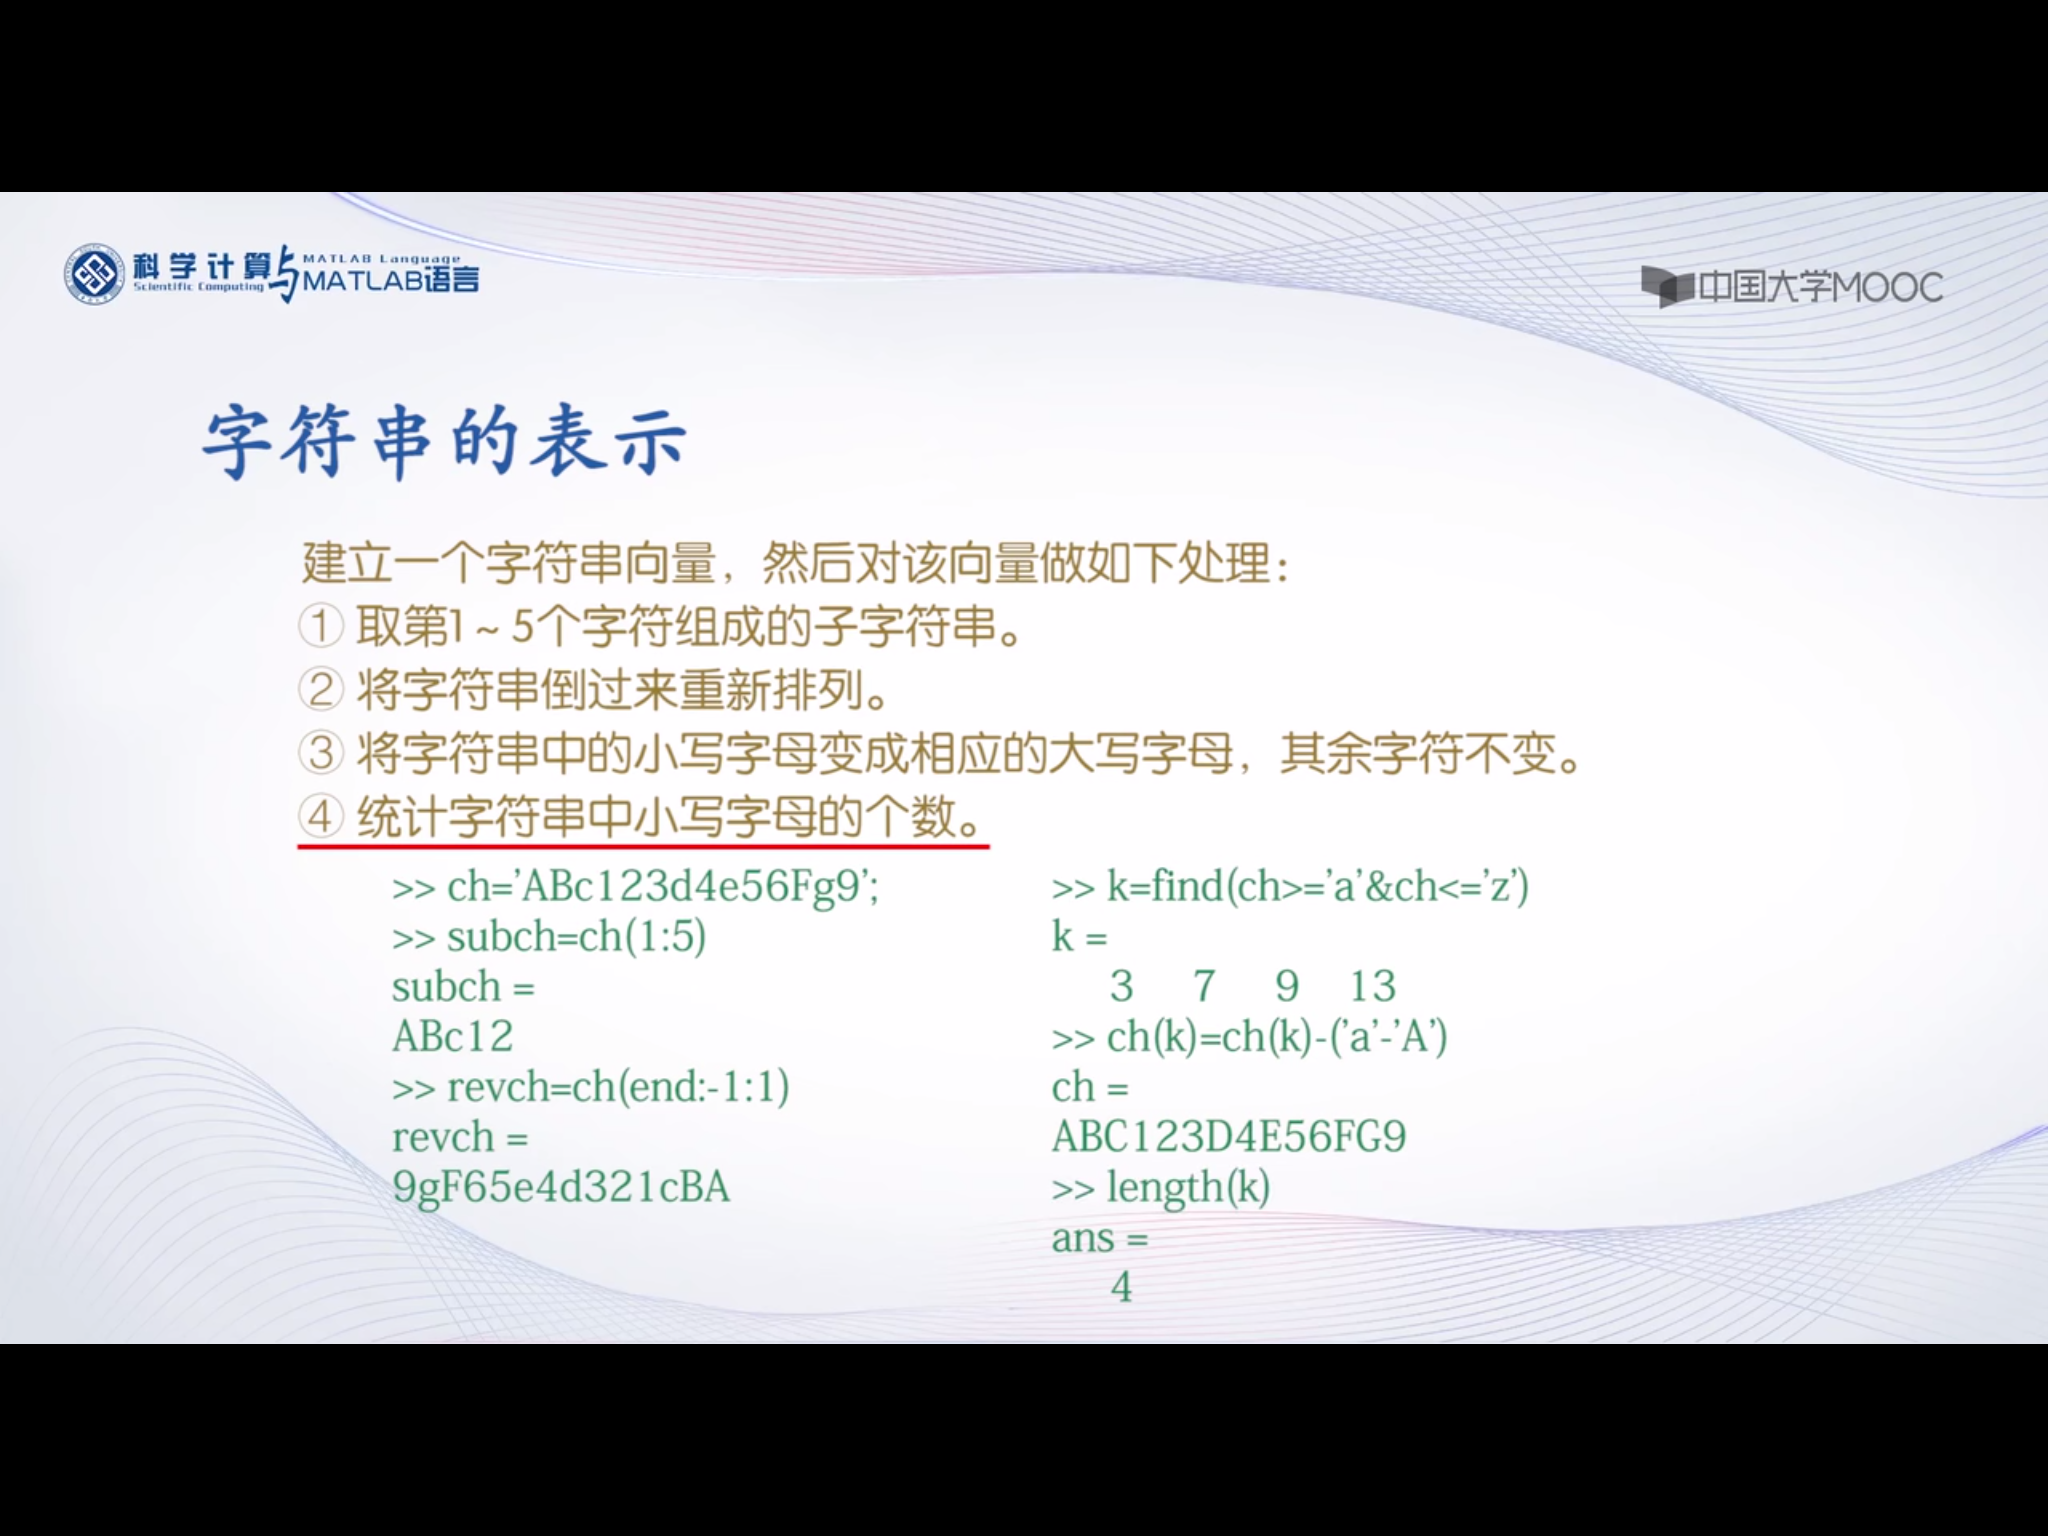 科学计算与MATLAB语言
MATLAB Language
Scientific Computing
中国大学MOOC
字符串的表示
建立一个字符串向量，然后对该向量做如下处理：
① 取第1~5个字符组成的子字符串。
② 将字符串倒过来重新排列。
③ 将字符串中的小写字母变成相应的大写字母，其余字符不变。
④ 统计字符串中小写字母的个数。
>> ch='ABc123d4e56Fg9';
>> subch=ch(1:5)
subch =
ABc12
>> revch=ch(end:-1:1)
revch =
9gF65e4d321cBA
>> k=find(ch>='a'&ch<='z')
k =
3 7 9 13
>> ch(k)=ch(k)-('a'-'A')
ch =
ABC123D4E56FG9
>> length(k)
ans =
4